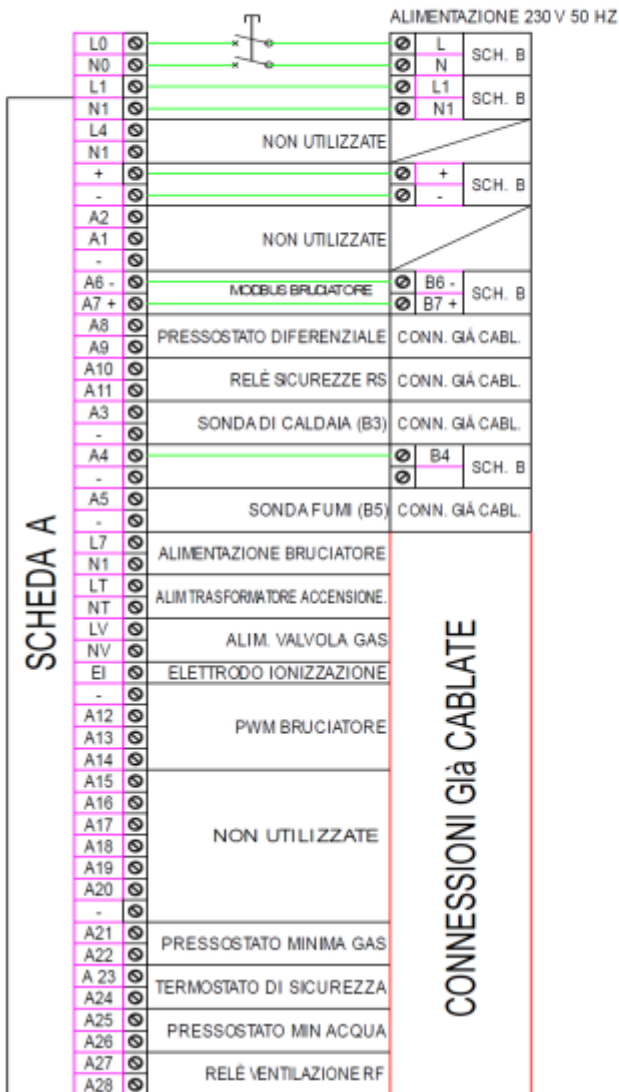 ALIMENTAZIONE 230 V 50 HZ
L0 L SCH. B
N0 N
L1 L1 SCH. B
N1 N1
L4 NON UTILIZZATE
N1
+ + SCH. B
- -
A2 NON UTILIZZATE
A1
-
A6 - MODBUS BRUCIATORE B6 - SCH. B
A7 + B7 +
A8 PRESSOSTATO DIFERENZIALE CONN. GIÀ CABL.
A9
A10 RELÈ SICUREZZE RS CONN. GIÀ CABL.
A11
A3 SONDA DI CALDAIA (B3) CONN. GIÀ CABL.
-
A4 B4 SCH. B
-
A5 SONDA FUMI (B5) CONN. GIÀ CABL.
-
L7 ALIMENTAZIONE BRUCIATORE
N1
LT ALIM TRASFORMATORE ACCENSIONE.
NT
LV ALIM. VALVOLA GAS
NV
EI ELETTRODO IONIZZAZIONE
-
A12 PWM BRUCIATORE
A13
A14
A15 NON UTILIZZATE
A16
A17
A18
A19
A20
-
A21 PRESSOSTATO MINIMA GAS
A22
A 23 TERMOSTATO DI SICUREZZA
A24
A25 PRESSOSTATO MIN ACQUA
A26
A27 RELÈ VENTILAZIONE RF
A28
SCHEDA A
CONNESSIONI Già CABLATE